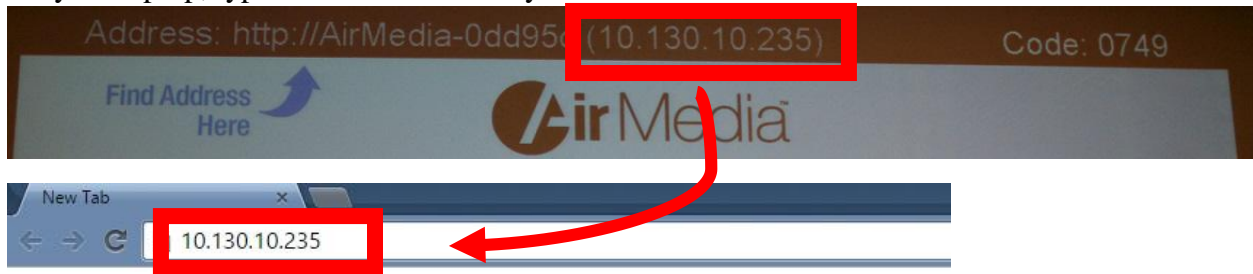 Address: http://AirMedia-0dd95 (10.130.10.235) Code: 0749
Find Address
Here
AirMedia
New Tab
10.130.10.235